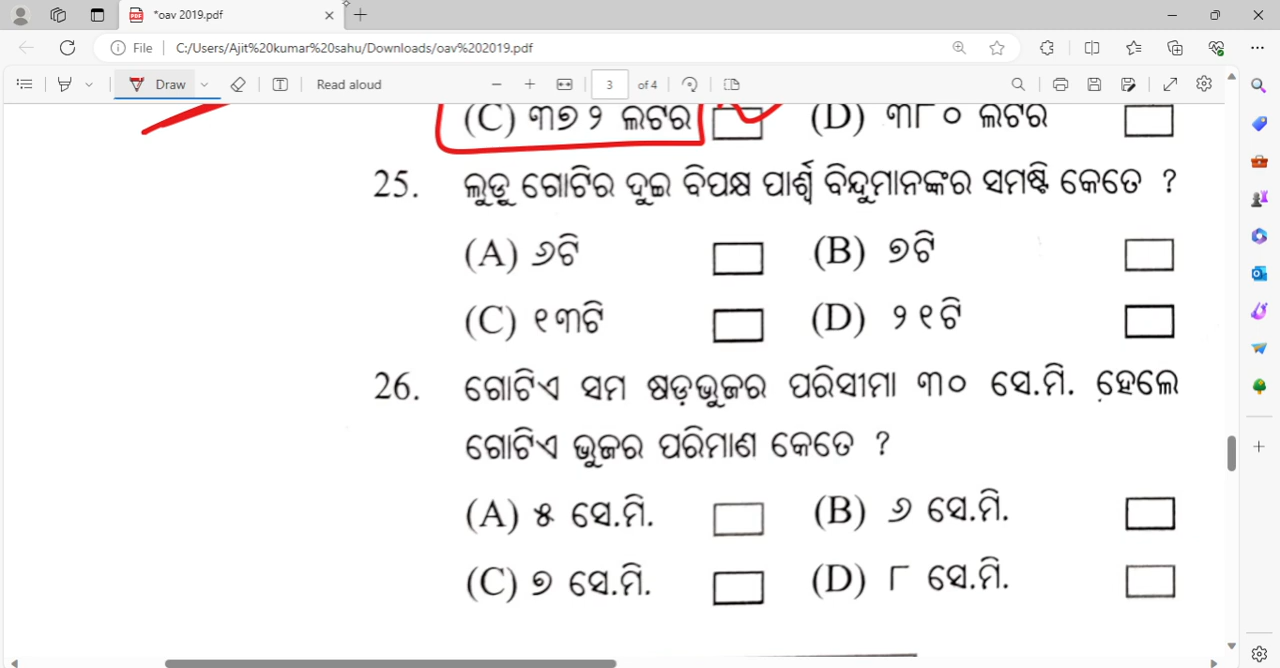 *oav 2019.pdf
File C:/Users/Ajit%20kumar%20sahu/Downloads/oav%202019.pdf
Draw Read aloud 3 of 4
(C) ୩୭୨ ଲିଟର (D) ୩୮୦ ଲିଟର
25. ଲୁଡୁ ଗୋଟିର ଦୁଇ ବିପକ୍ଷ ପାର୍ଶ୍ଵ ବିନ୍ଦୁମାନଙ୍କର ସମଷ୍ଟି କେତେ ?
(A) ୬ଟି (B) ୭ଟି
(C) ୧୩ଟି (D) ୨୧ଟି
26. ଗୋଟିଏ ସମ ଷଡ଼ଭୁଜର ପରିସୀମା ୩୦ ସେ.ମି. ହେଲେ
ଗୋଟିଏ ଭୁଜର ପରିମାଣ କେତେ ?
(A) ୫ ସେ.ମି. (B) ୬ ସେ.ମି.
(C) ୭ ସେ.ମି. (D) ୮ ସେ.ମି.